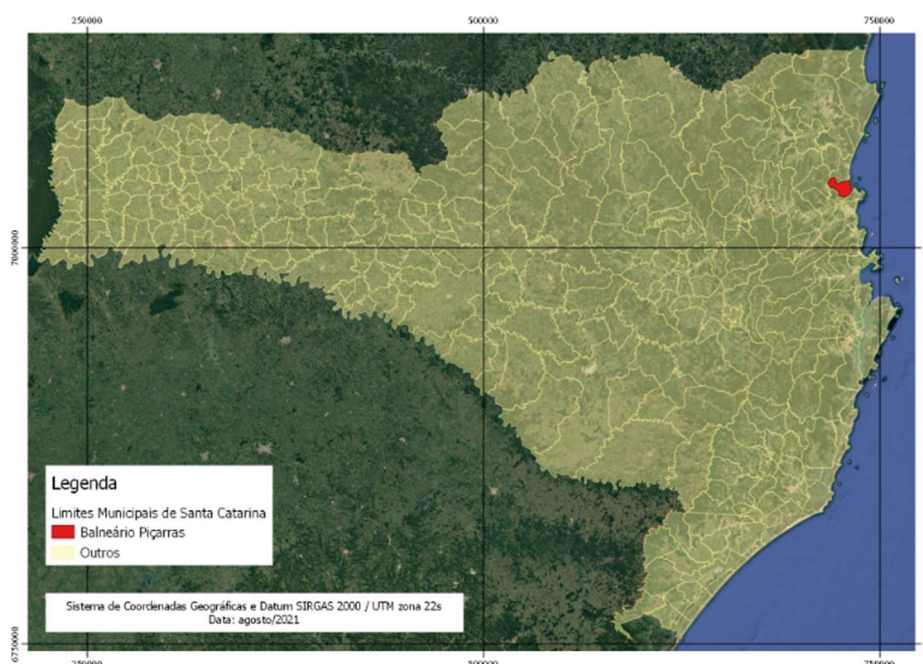 250000
500000
750000
7000000
Legenda
Limites Municipais de Santa Catarina
Balneário Piçarras
Outros
Sistema de Coordenadas Geográficas e Datum SIRGAS 2000 / UTM zona 22s
Data: agosto/2021
6750000
250000
500000
750000